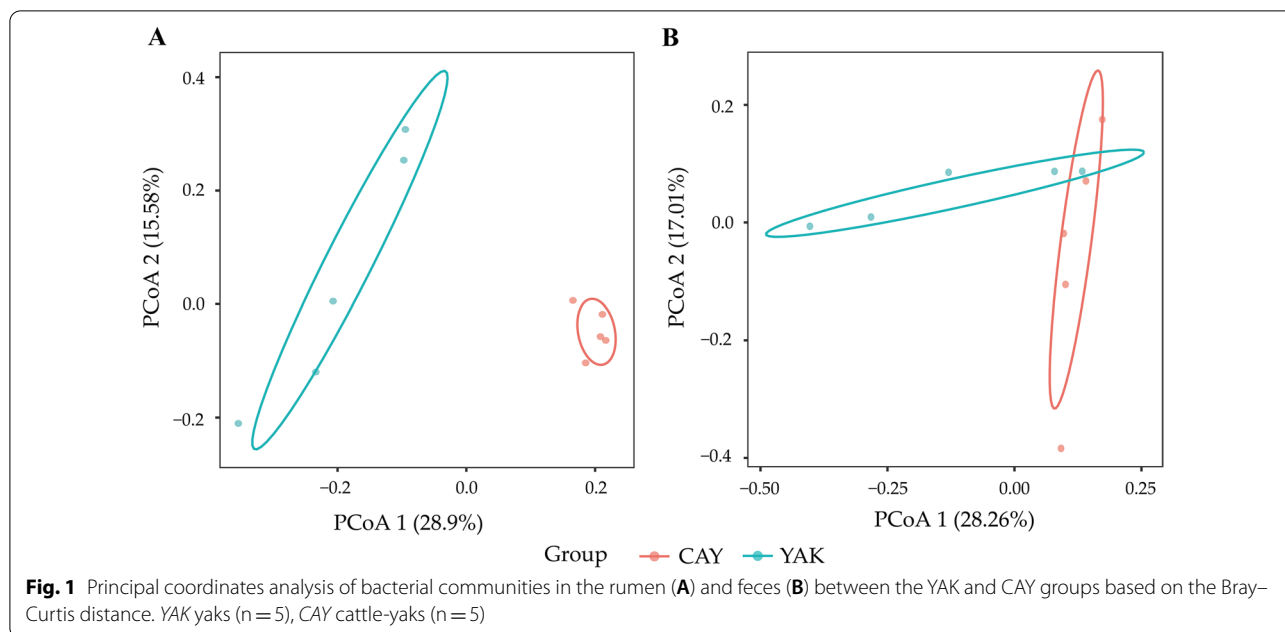 A
0.4
0.2
0.0
−0.2
PCoA 2 (15.58%)
−0.2
0.0
0.2
PCoA 1 (28.9%)
B
0.2
0.0
−0.2
−0.4
PCoA 2 (17.01%)
−0.50
−0.25
0.00
0.25
PCoA 1 (28.26%)
Group CAY YAK
Fig. 1 Principal coordinates analysis of bacterial communities in the rumen (A) and feces (B) between the YAK and CAY groups based on the Bray–
Curtis distance. YAK yaks (n = 5), CAY cattle-yaks (n = 5)